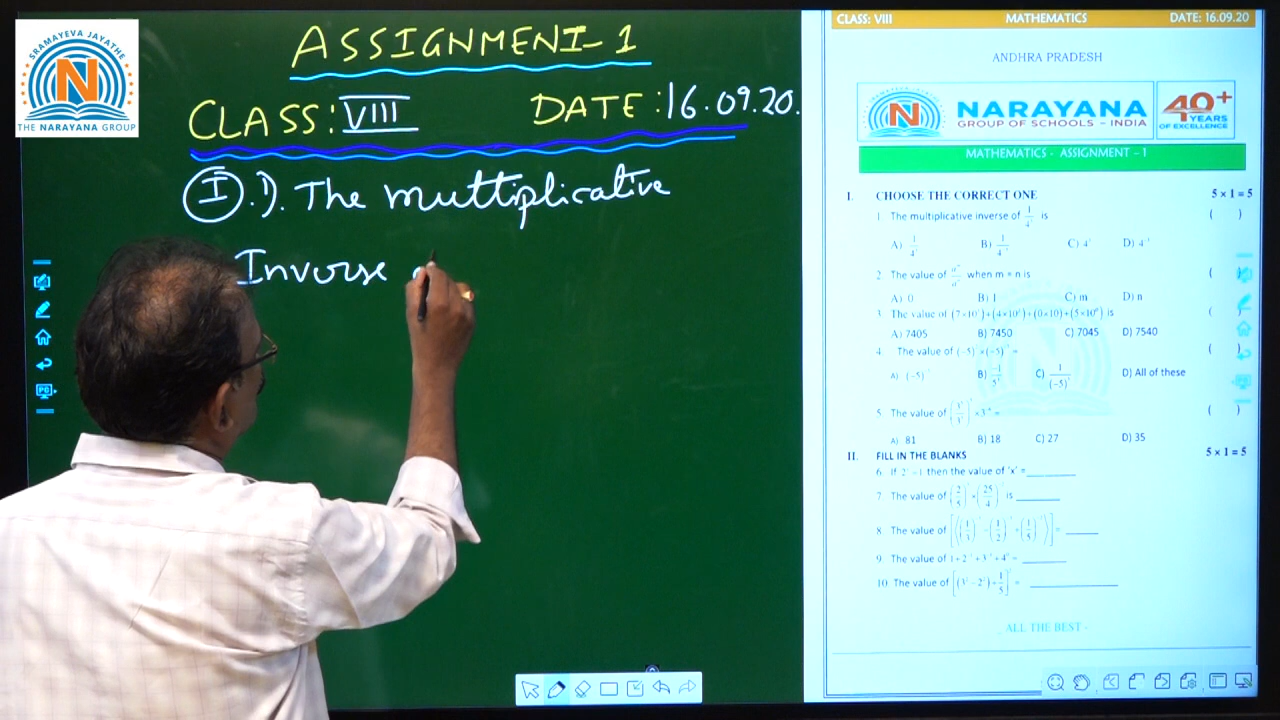 SRAMAYEVA JAYATHE
N
THE NARAYANA GROUP
ASSIGNMENT-1
CLASS: VIII DATE: 16.09.20.
I .1). The multiplicative
Inverse
CLASS: VIII MATHEMATICS DATE: 16.09.20
ANDHRA PRADESH
N NARAYANA
GROUP OF SCHOOLS - INDIA
40+
YEARS
OF EXCELLENCE
MATHEMATICS - ASSIGNMENT - 1
I. CHOOSE THE CORRECT ONE 5 × 1 = 5
1 The multiplicative inverse of is ( )
A) B) C) D)
2. The value of when m = n is (
A) 0 B) 1 C) m D) n
3. The value of is (
A) 7405 B) 7450 C) 7045 D) 7540
4. The value of ( )
A) B) C) D) All of these
5. The value of ( )
A) 81 B) 18 C) 27 D) 35
II. FILL IN THE BLANKS 5 × 1 = 5
6. If then the value of 'x' = ________
7 The value of is ________
8. The value of = ________
9. The value of = ________
10. The value of = ________
ALL THE BEST -